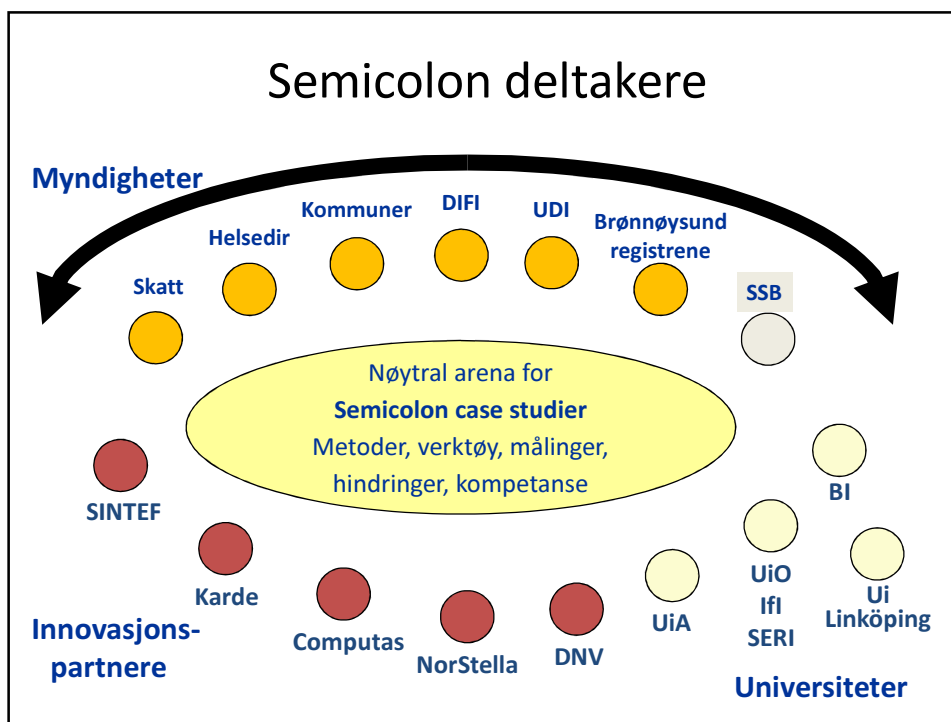 Semicolon deltakere
Myndigheter
Skatt
Helsedir
Kommuner
DIFI
UDI
Brønnøysund
registrene
SSB
Nøytral arena for
Semicolon case studier
Metoder, verktøy, målinger,
hindringer, kompetanse
SINTEF
Karde
Computas
NorStella
DNV
UiA
UiO
IfI
SERI
BI
Ui
Linköping
Innovasjons-
partnere
Universiteter